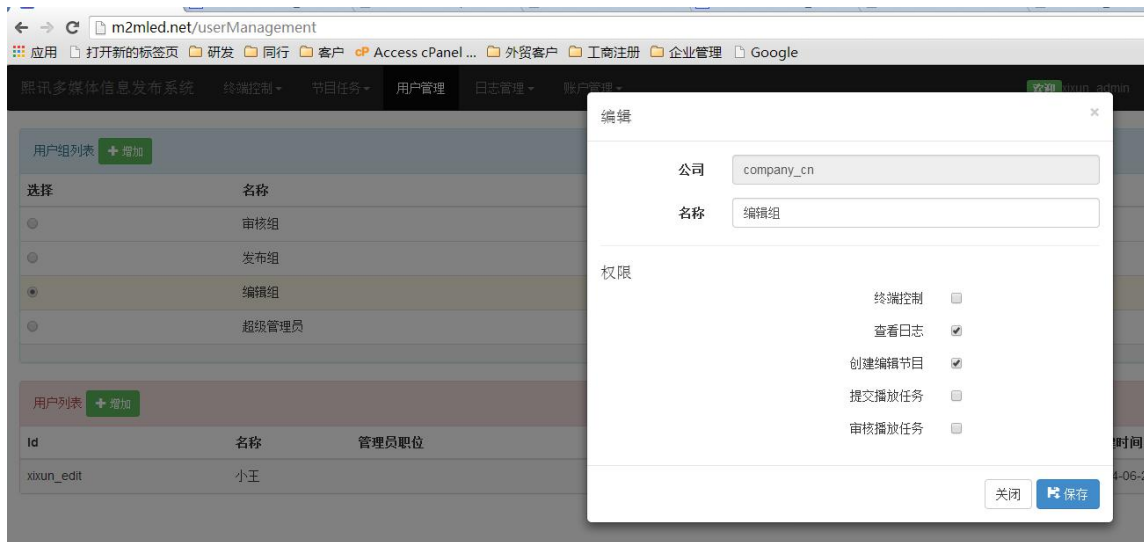 m2mled.net/userManagement
应用 打开新的标签页 研发 同行 客户 cP Access cPanel ... 外贸客户 工商注册 企业管理 Google
熙讯多媒体信息发布系统 终端控制 节目任务 用户管理 日志管理 账户管理 欢迎 xixun_admin
编辑 ×
用户组列表 + 增加
公司 company_cn
选择 名称
名称 编辑组
审核组
发布组
权限
编辑组
终端控制
超级管理员
查看日志
创建编辑节目
用户列表 + 增加
提交播放任务
审核播放任务
Id 名称 管理员职位 时间
xixun_edit 小王
关闭 保存